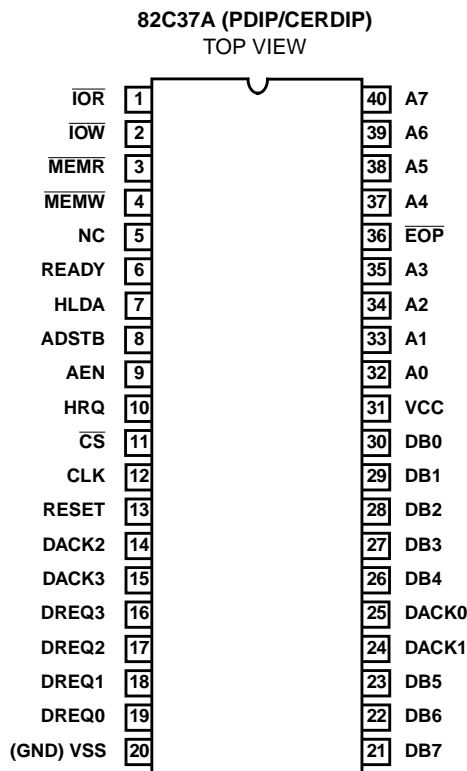 82C37A (PDIP/CERDIP)
TOP VIEW
IOR 1 40 A7
IOW 2 39 A6
MEMR 3 38 A5
MEMW 4 37 A4
NC 5 36 EOP
READY 6 35 A3
HLDA 7 34 A2
ADSTB 8 33 A1
AEN 9 32 A0
HRQ 10 31 VCC
CS 11 30 DB0
CLK 12 29 DB1
RESET 13 28 DB2
DACK2 14 27 DB3
DACK3 15 26 DB4
DREQ3 16 25 DACK0
DREQ2 17 24 DACK1
DREQ1 18 23 DB5
DREQ0 19 22 DB6
(GND) VSS 20 21 DB7